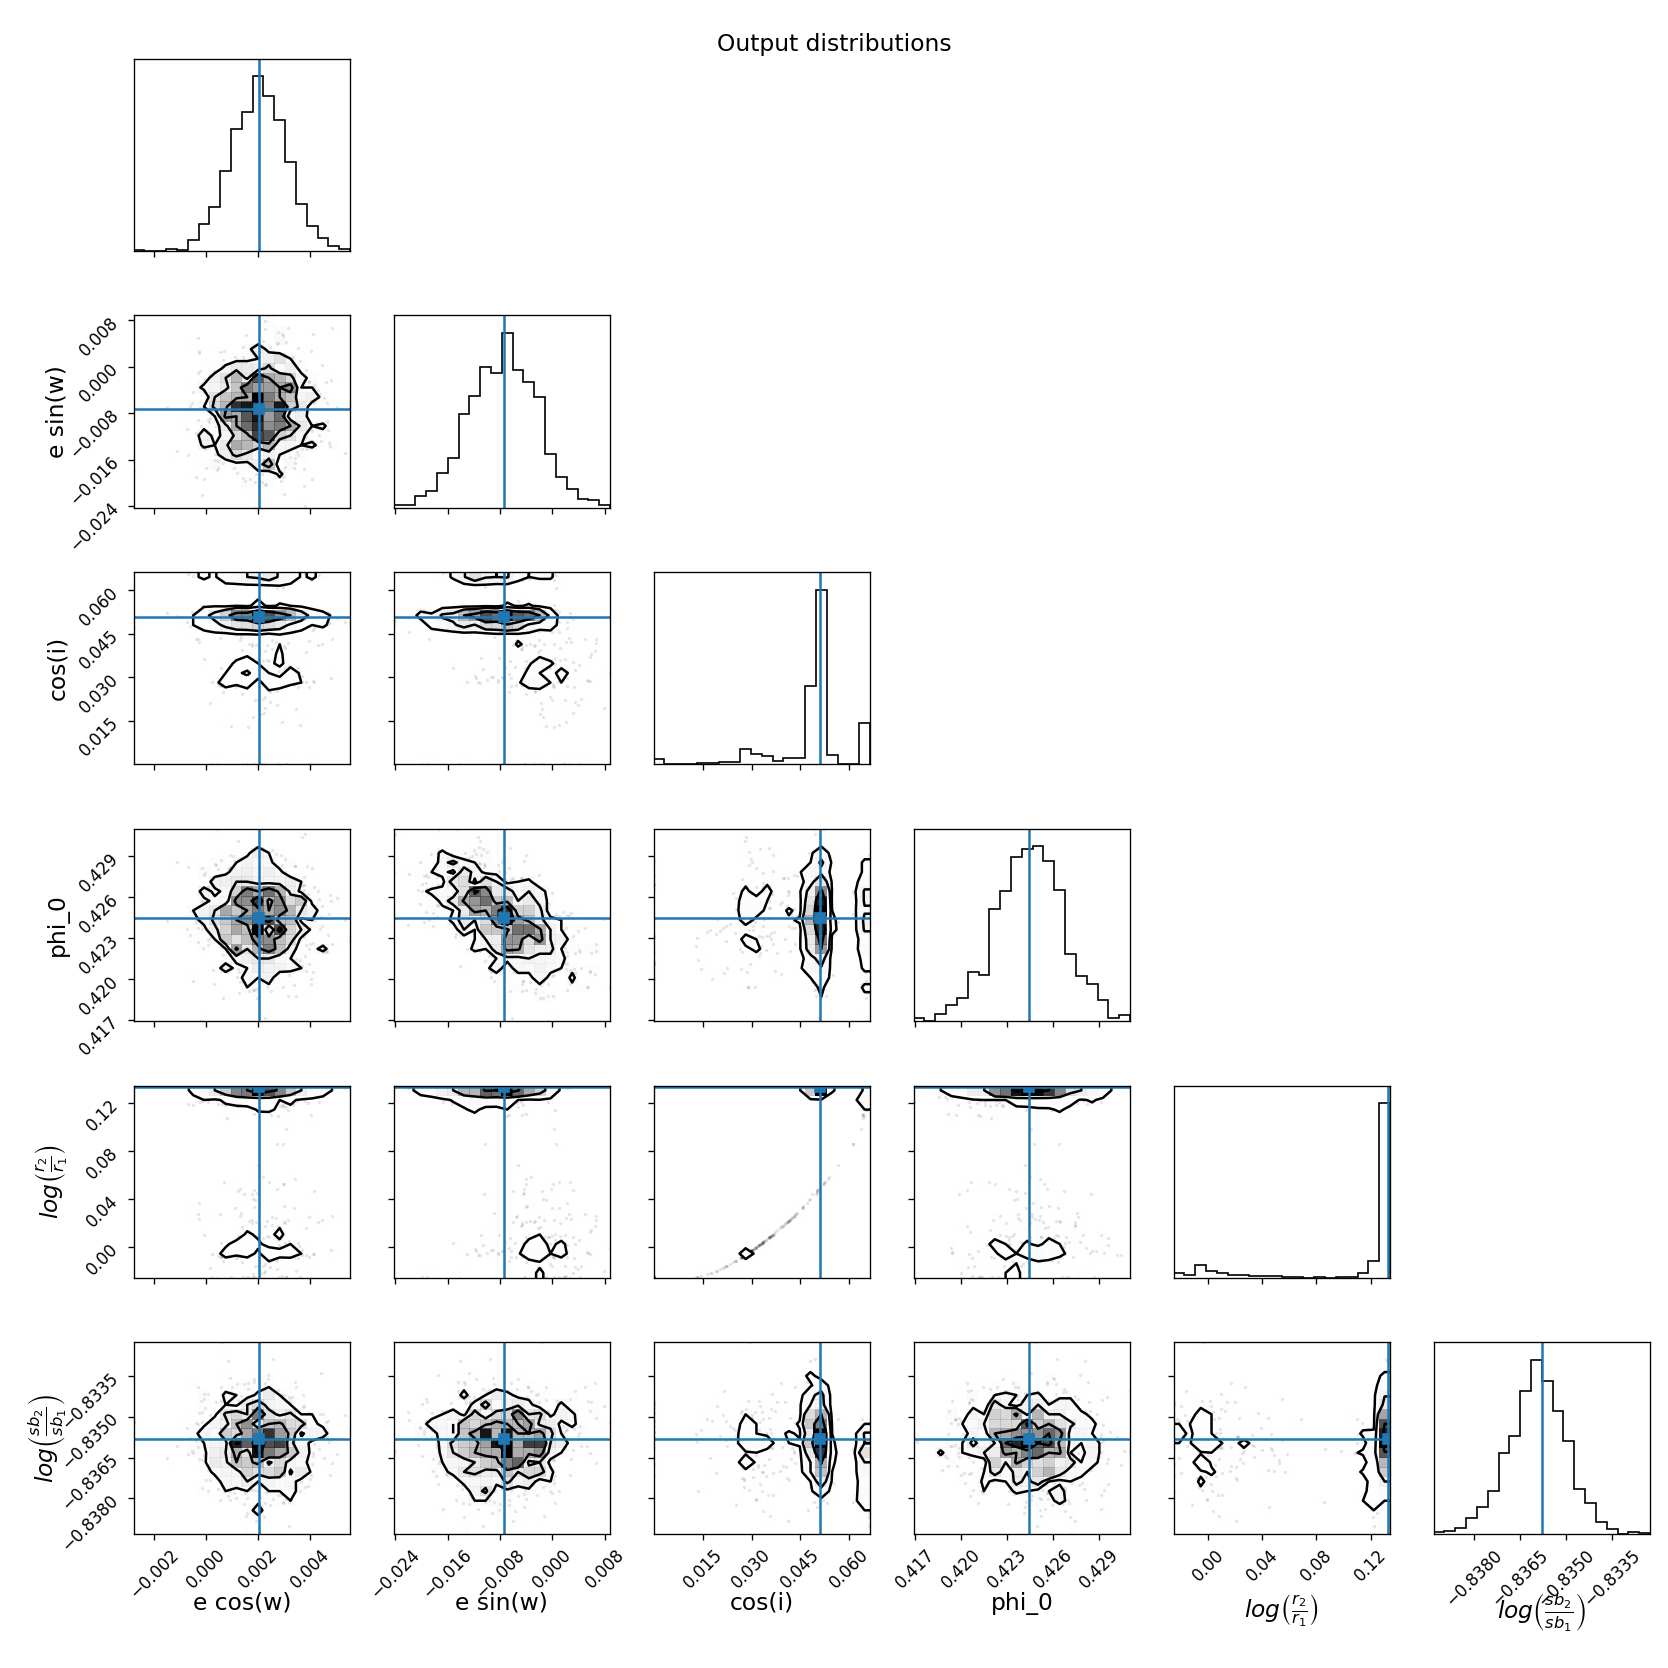 Output distributions
e sin(w)
0.008
0.000
−0.008
−0.016
−0.024
cos(i)
0.060
0.045
0.030
0.015
phi_0
0.429
0.426
0.423
0.420
0.417
log(r2/r1)
0.12
0.08
0.04
0.00
log(sb2/sb1)
−0.8335
−0.8350
−0.8365
−0.8380
−0.002 0.000 0.002 0.004
e cos(w)
−0.024 −0.016 −0.008 0.000 0.008
e sin(w)
0.015 0.030 0.045 0.060
cos(i)
0.417 0.420 0.423 0.426 0.429
phi_0
0.00 0.04 0.08 0.12
log(r2/r1)
−0.8380 −0.8365 −0.8350 −0.8335
log(sb2/sb1)